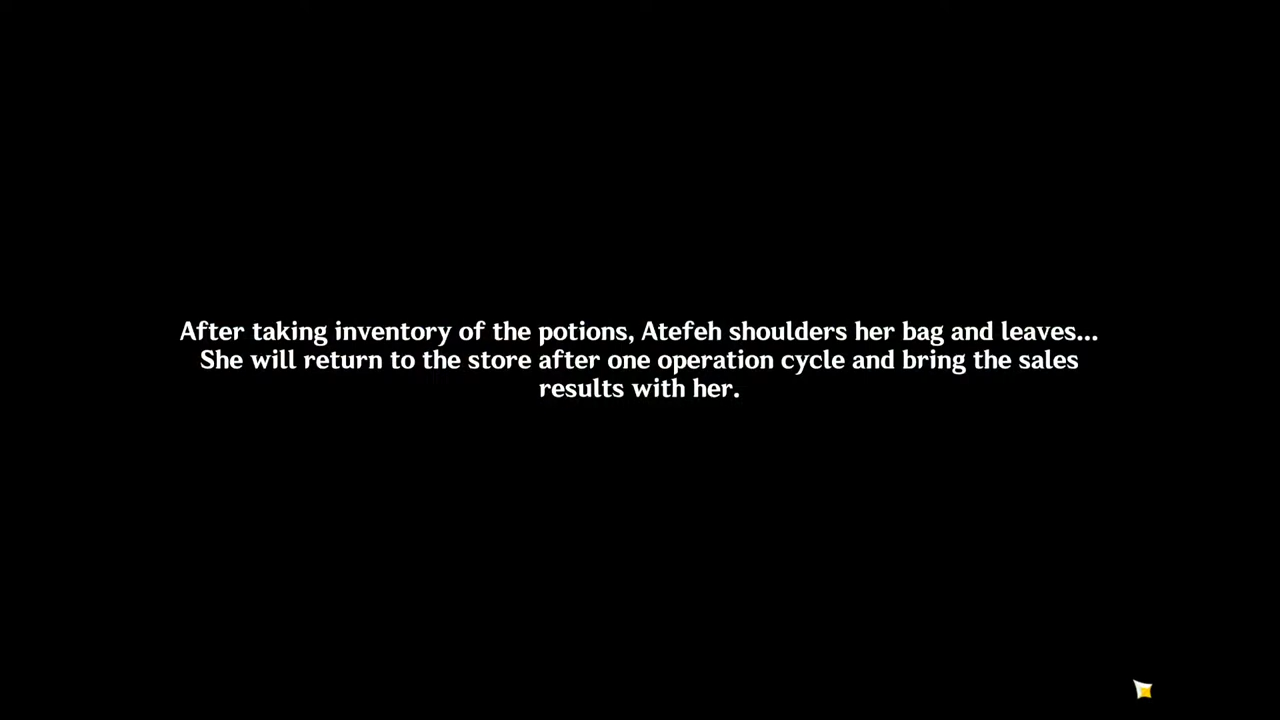 After taking inventory of the potions, Atefeh shoulders her bag and leaves...
She will return to the store after one operation cycle and bring the sales
results with her.